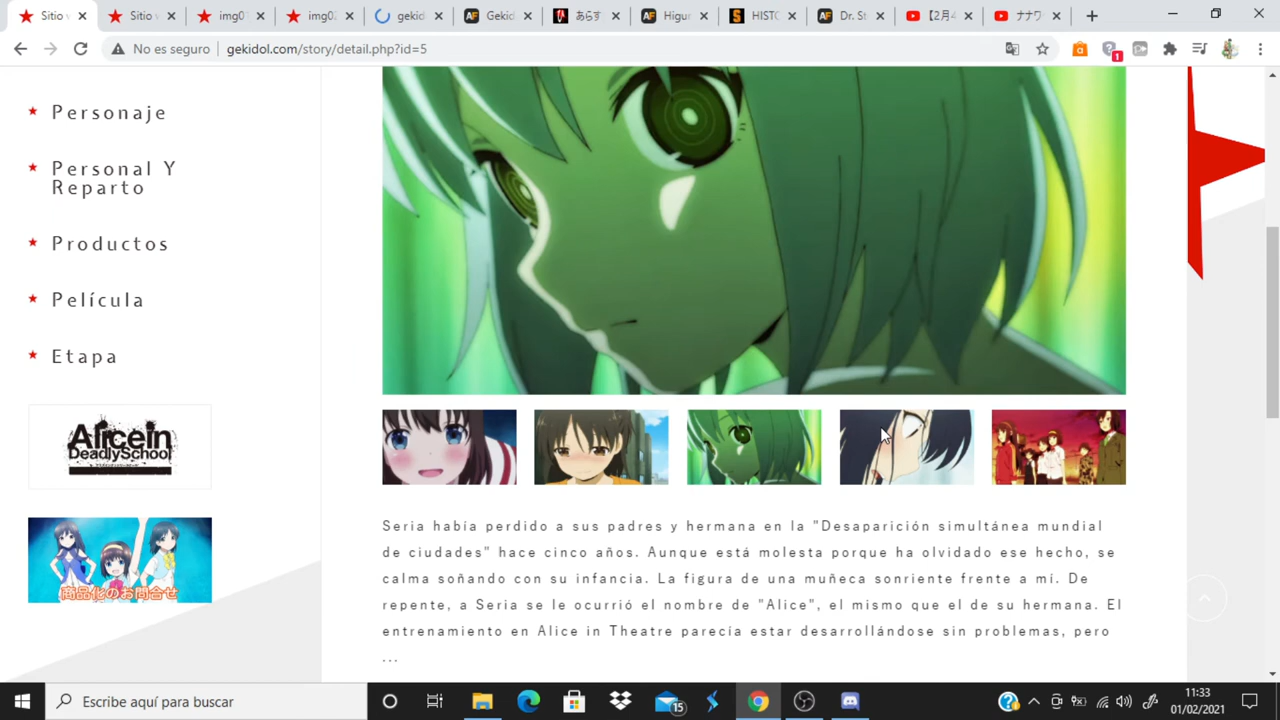 Sitio v
Sitio v
img01
img02
gekid
Gekid
あらす
Higur
HISTO
Dr. St
【2月4
ナナワ
No es seguro
gekidol.com/story/detail.php?id=5
1
Personaje
Personal Y
Reparto
Productos
Película
Etapa
Alicein
DeadlySchool
商品化のお問合せ
Seria había perdido a sus padres y hermana en la "Desaparición simultánea mundial
de ciudades" hace cinco años. Aunque está molesta porque ha olvidado ese hecho, se
calma soñando con su infancia. La figura de una muñeca sonriente frente a mí. De
repente, a Seria se le ocurrió el nombre de "Alice", el mismo que el de su hermana. El
entrenamiento en Alice in Theatre parecía estar desarrollándose sin problemas, pero
...
Escribe aquí para buscar
15
11:33
01/02/2021